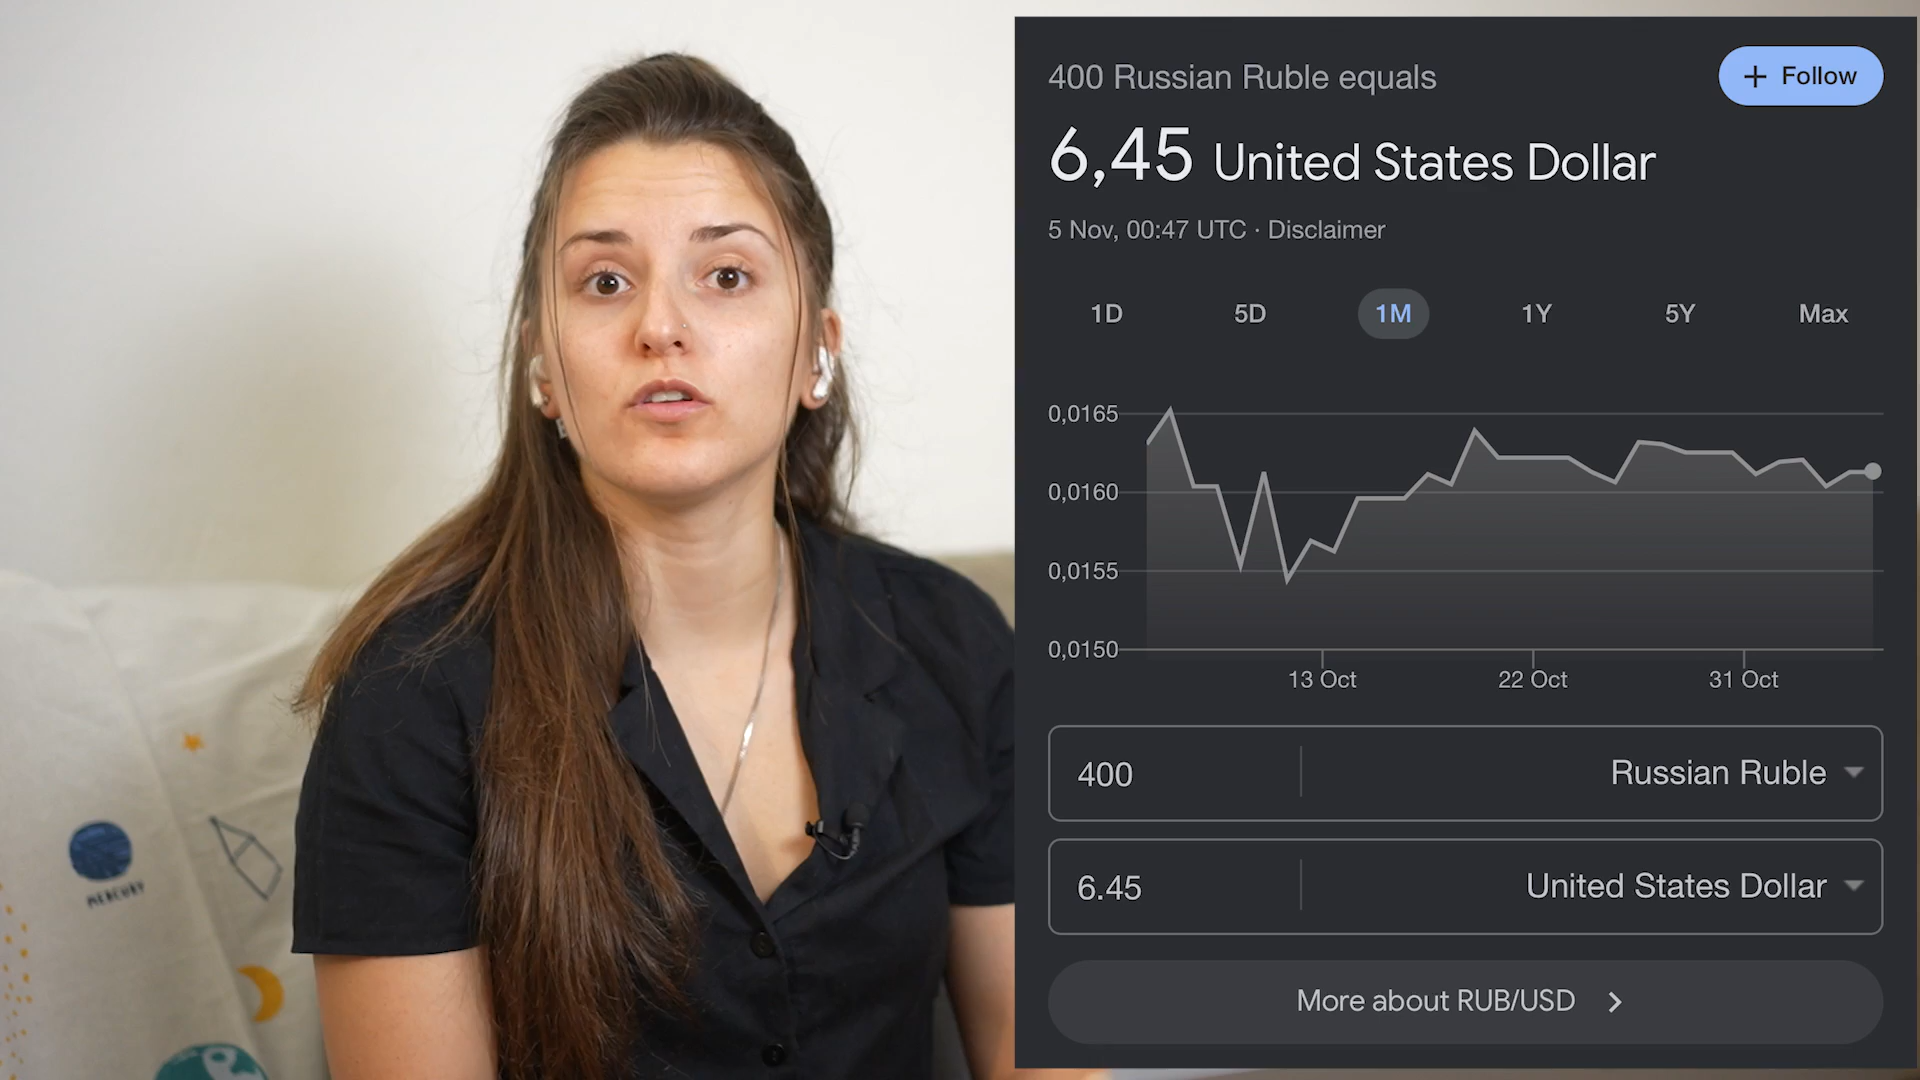 400 Russian Ruble equals
+ Follow
6,45 United States Dollar
5 Nov, 00:47 UTC · Disclaimer
1D 5D 1M 1Y 5Y Max
0,0165
0,0160
0,0155
0,0150
13 Oct 22 Oct 31 Oct
400 Russian Ruble
6.45 United States Dollar
More about RUB/USD
MERCURY